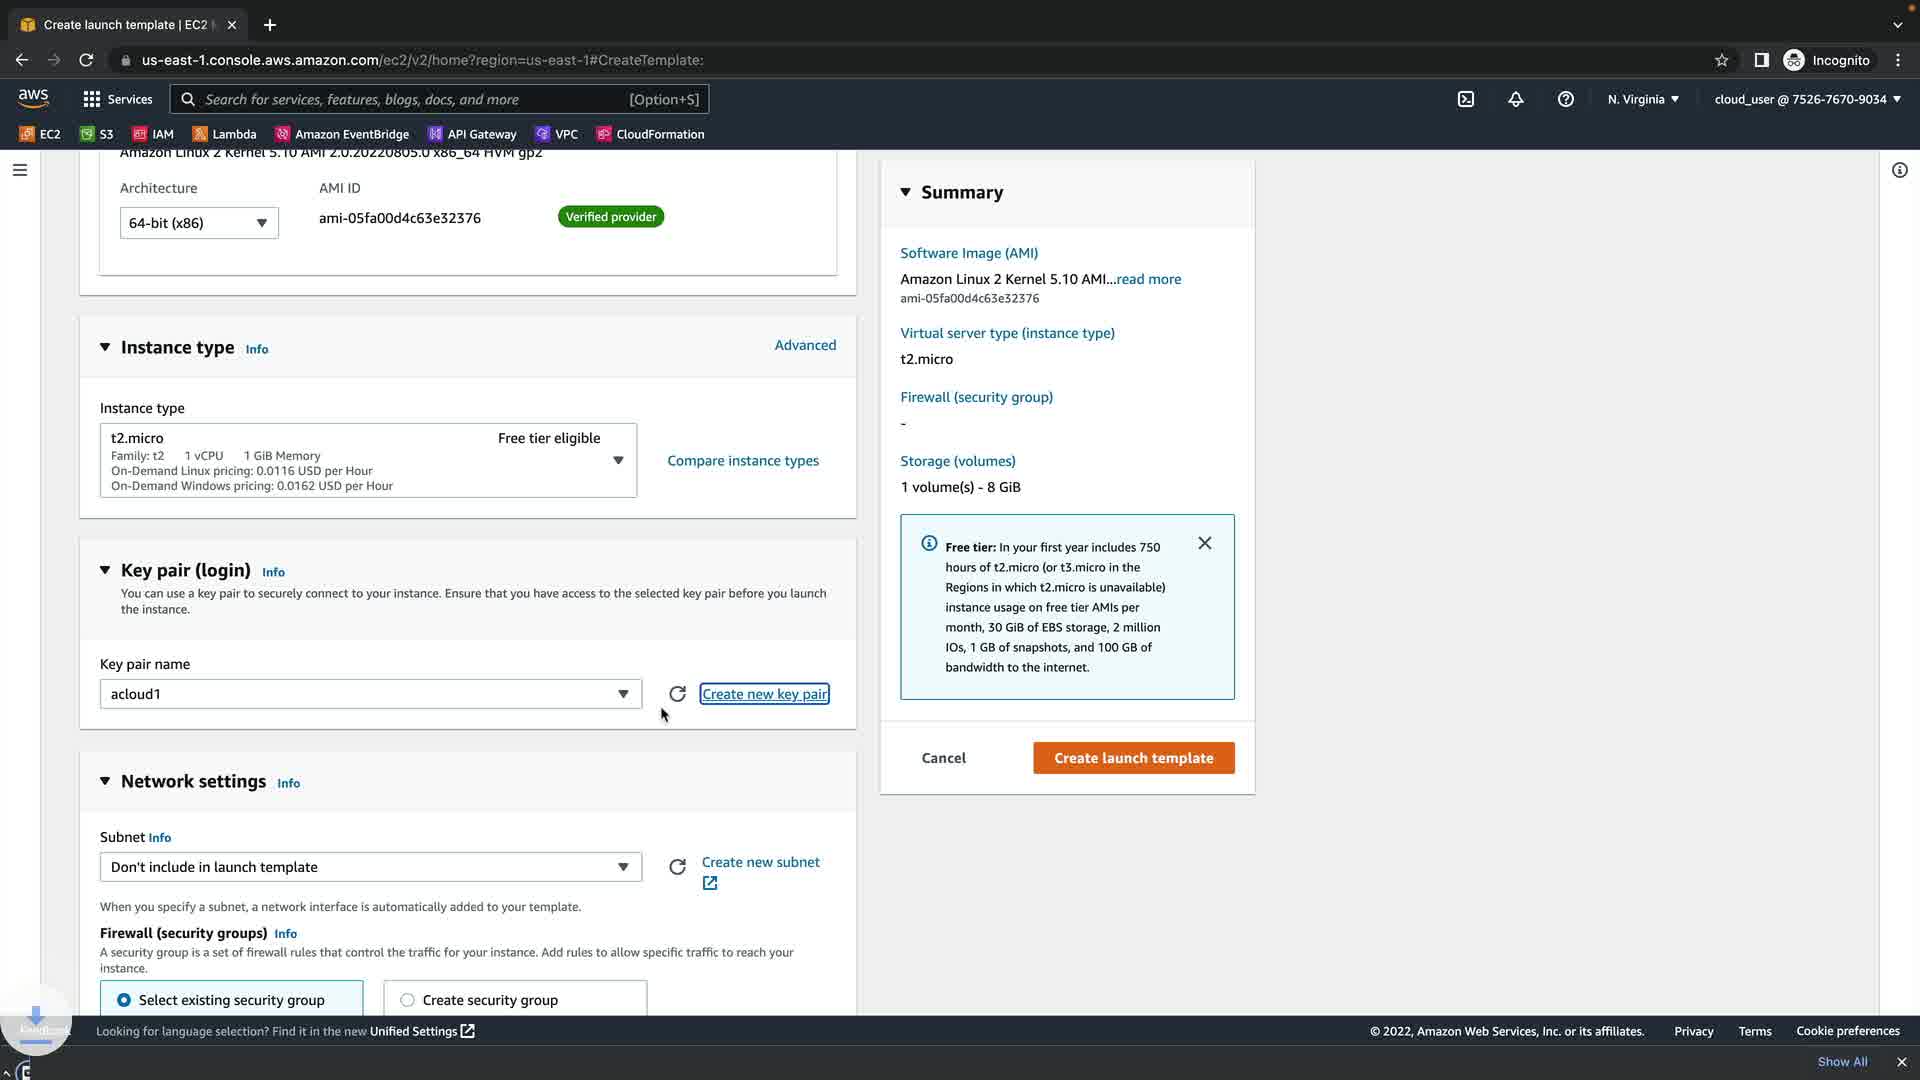 Create launch template | EC2
us-east-1.console.aws.amazon.com/ec2/v2/home?region=us-east-1#CreateTemplate:
Incognito
aws
Services
Search for services, features, blogs, docs, and more
[Option+S]
N. Virginia
cloud_user @ 7526-7670-9034
EC2
S3
IAM
Lambda
Amazon EventBridge
API Gateway
VPC
CloudFormation
Amazon Linux 2 Kernel 5.10 AMI 2.0.20220805.0 x86_64 HVM gp2
Architecture
AMI ID
64-bit (x86)
ami-05fa00d4c63e32376
Verified provider
Instance type Info
Advanced
Instance type
t2.micro
Free tier eligible
Family: t2 1 vCPU 1 GiB Memory
On-Demand Linux pricing: 0.0116 USD per Hour
On-Demand Windows pricing: 0.0162 USD per Hour
Compare instance types
Key pair (login) Info
You can use a key pair to securely connect to your instance. Ensure that you have access to the selected key pair before you launch
the instance.
Key pair name
acloud1
Create new key pair
Network settings Info
Subnet Info
Don't include in launch template
Create new subnet
When you specify a subnet, a network interface is automatically added to your template.
Firewall (security groups) Info
A security group is a set of firewall rules that control the traffic for your instance. Add rules to allow specific traffic to reach your
instance.
Select existing security group
Create security group
Summary
Software Image (AMI)
Amazon Linux 2 Kernel 5.10 AMI...read more
ami-05fa00d4c63e32376
Virtual server type (instance type)
t2.micro
Firewall (security group)
-
Storage (volumes)
1 volume(s) - 8 GiB
Free tier: In your first year includes 750
hours of t2.micro (or t3.micro in the
Regions in which t2.micro is unavailable)
instance usage on free tier AMIs per
month, 30 GiB of EBS storage, 2 million
IOs, 1 GB of snapshots, and 100 GB of
bandwidth to the internet.
Cancel
Create launch template
Looking for language selection? Find it in the new Unified Settings
© 2022, Amazon Web Services, Inc. or its affiliates.
Privacy
Terms
Cookie preferences
Show All